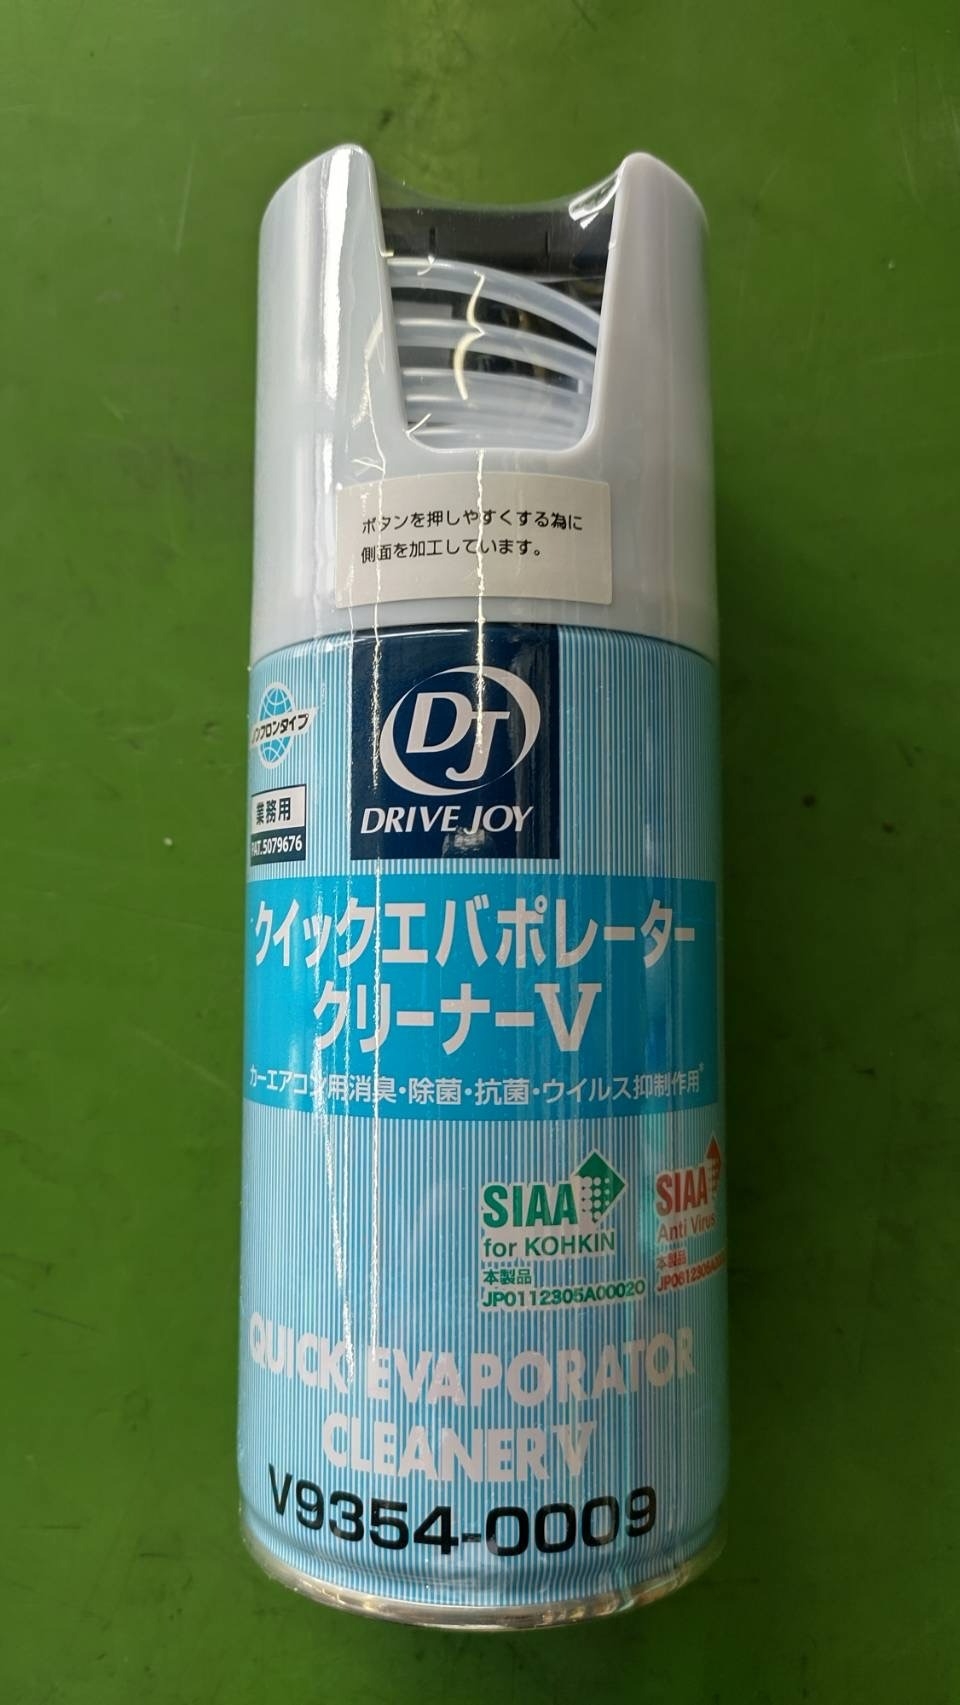 ボタンを押しやすくする為に
側面を加工しています。
ノンフロンタイプ
DJ
DRIVE JOY
業務用
PAT.5079676
クイックエバポレーター
クリーナーV
カーエアコン用消臭・除菌・抗菌・ウイルス抑制作用*
SIAA
for KOHKIN
本製品
JP0112305A0002O
SIAA
Anti Virus
本製品
QUICK EVAPORATOR
CLEANER V
V9354-0009